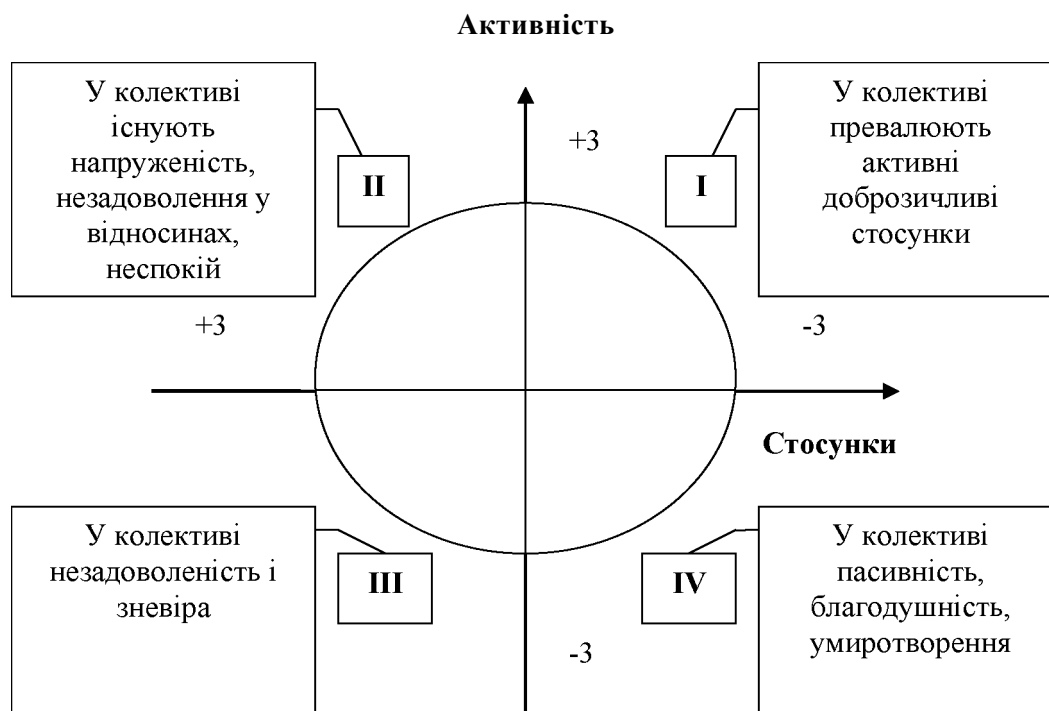 Активність
У колективі
існують
напруженість,
незадоволення у
відносинах,
неспокій
II
+3
I
У колективі
превалюють
активні
доброзичливі
стосунки
+3
-3
Стосунки
У колективі
незадоволеність і
зневіра
III
-3
IV
У колективі
пасивність,
благодушність,
умиротворення